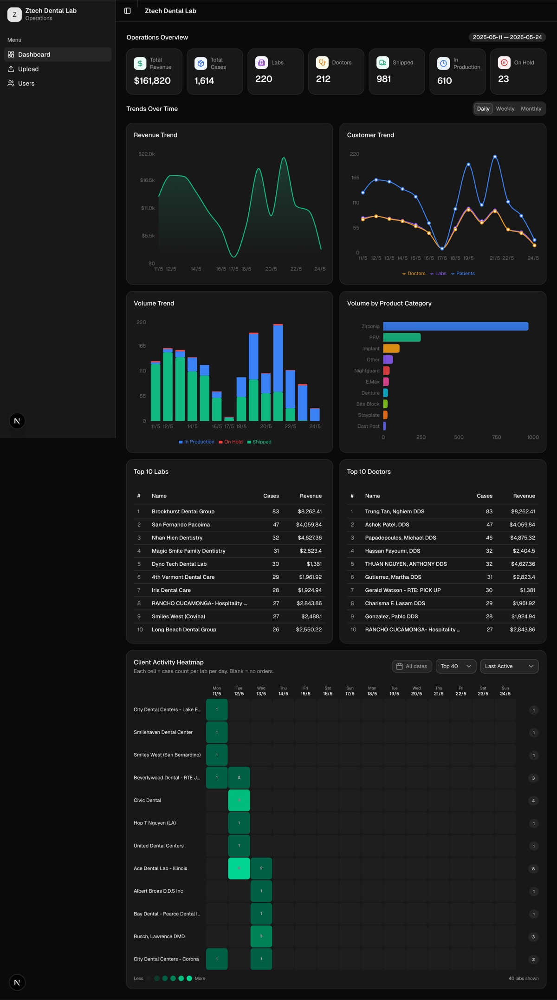 Z
Ztech Dental Lab
Operations
Menu
Dashboard
Upload
Users
Ztech Dental Lab
Operations Overview
2026-05-11 — 2026-05-24
Total Revenue
$161,820
Total Cases
1,614
Labs
220
Doctors
212
Shipped
981
In Production
610
On Hold
23
Trends Over Time
Daily Weekly Monthly
Revenue Trend
$22.0k
$16.5k
$11.0k
$5.5k
$0
11/5 12/5 14/5 16/5 17/5 18/5 20/5 22/5 24/5
Customer Trend
220
165
110
55
0
11/5 12/5 13/5 14/5 15/5 16/5 17/5 18/5 19/5 21/5 22/5 24/5
Doctors Labs Patients
Volume Trend
220
165
110
55
0
11/5 12/5 14/5 16/5 17/5 18/5 20/5 22/5 24/5
In Production On Hold Shipped
Volume by Product Category
Zirconia
PFM
Implant
Other
Nightguard
E.Max
Denture
Bite Block
Stayplate
Cast Post
0 250 500 750 1000
N
Top 10 Labs
# Name Cases Revenue
1 Brookhurst Dental Group 83 $8,262.41
2 San Fernando Pacoima 47 $4,059.84
3 Nhan Hien Dentistry 32 $4,627.36
4 Magic Smile Family Dentistry 31 $2,823.4
5 Dyno Tech Dental Lab 30 $1,381
6 4th Vermont Dental Care 29 $1,961.92
7 Iris Dental Care 28 $1,924.94
8 RANCHO CUCAMONGA- Hospitality ... 27 $2,843.86
9 Smiles West (Covina) 27 $2,488.1
10 Long Beach Dental Group 26 $2,550.22
Top 10 Doctors
# Name Cases Revenue
1 Trung Tan, Nghiem DDS 83 $8,262.41
2 Ashok Patel, DDS 47 $4,059.84
3 Papadopoulos, Michael DDS 46 $4,875.32
4 Hassan Fayoumi, DDS 32 $2,404.5
5 THUAN NGUYEN, ANTHONY DDS 32 $4,627.36
6 Gutierrez, Martha DDS 31 $2,823.4
7 Gerald Watson - RTE: PICK UP 30 $1,381
8 Charisma F. Lasam DDS 29 $1,961.92
9 Gonzalez, Pablo DDS 28 $1,924.94
10 RANCHO CUCAMONGA- Hospitality ... 27 $2,843.86
Client Activity Heatmap
Each cell = case count per lab per day. Blank = no orders.
All dates
Top 40
Last Active
Mon Tue Wed Thu Fri Sat Sun Mon Tue Wed Thu Fri Sat Sun
11/5 12/5 13/5 14/5 15/5 16/5 17/5 18/5 19/5 20/5 21/5 22/5 23/5 24/5
City Dental Centers - Lake F... 1 1
Smilehaven Dental Center 1 1
Smiles West (San Bernardino) 1 1
Beverlywood Dental - RTE J... 1 2 3
Civic Dental 4
Hop T Nguyen (LA) 1 1
United Dental Centers 1 1
Ace Dental Lab - Illinois 6 2 8
Albert Broas D.D.S Inc 1 1
Bay Dental - Pearce Dental I... 1 1
Busch, Lawrence DMD 3 3
City Dental Centers - Corona 1 1 2
Less More
40 labs shown
N